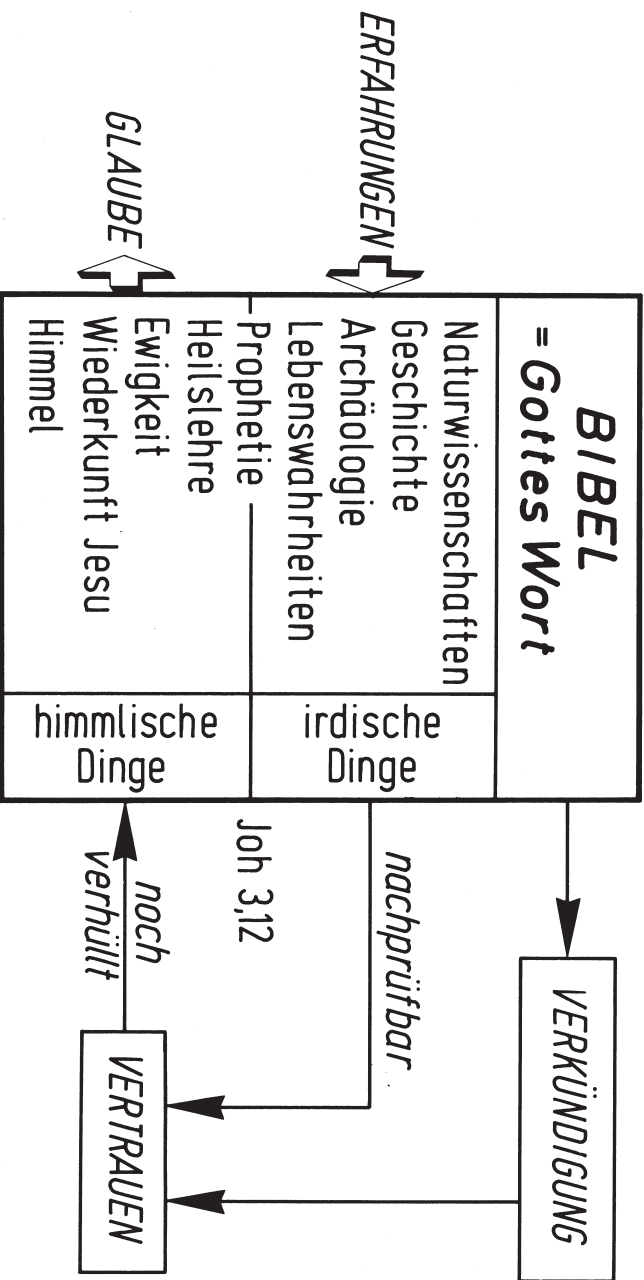 BIBEL
= Gottes Wort
VERKÜNDIGUNG
ERFAHRUNGEN
Naturwissenschaften
Geschichte
Archäologie
Lebenswahrheiten
irdische
Dinge
nachprüfbar
Prophetie
Joh 3,12
GLAUBE
Heilslehre
Ewigkeit
Wiederkunft Jesu
Himmel
himmlische
Dinge
noch
verhüllt
VERTRAUEN